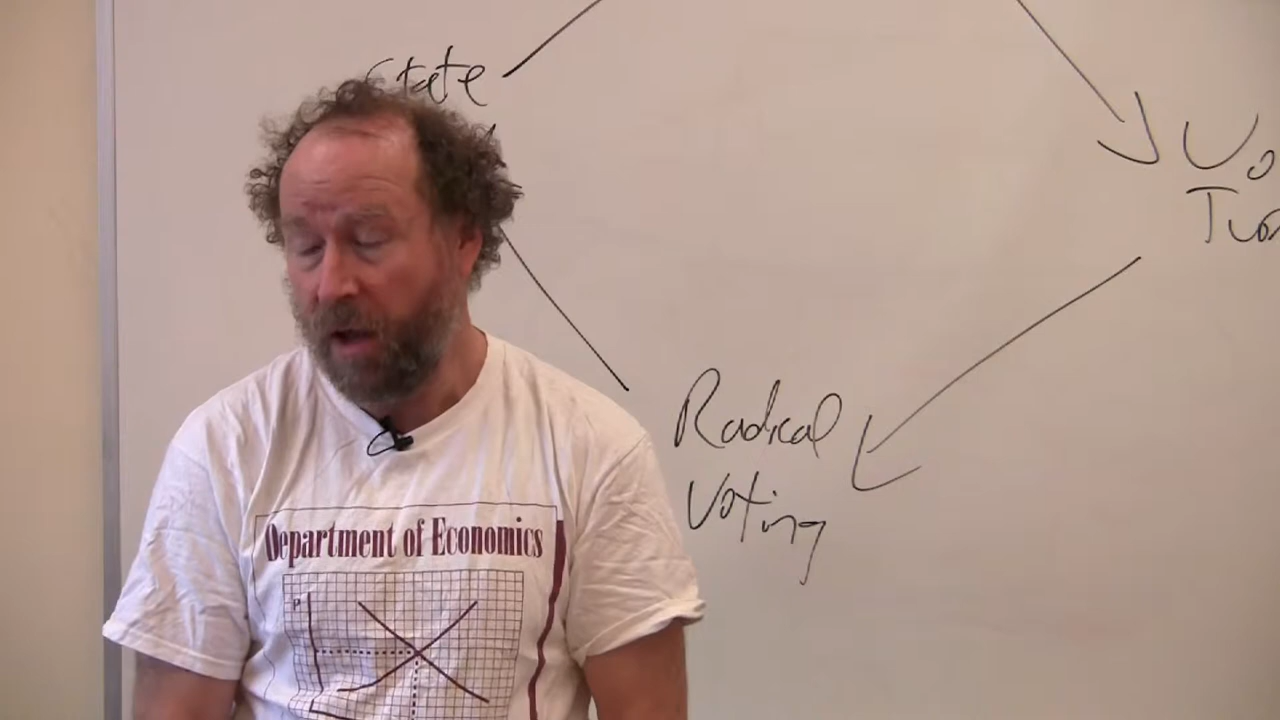 State
Radical
Voting
Department of Economics
P